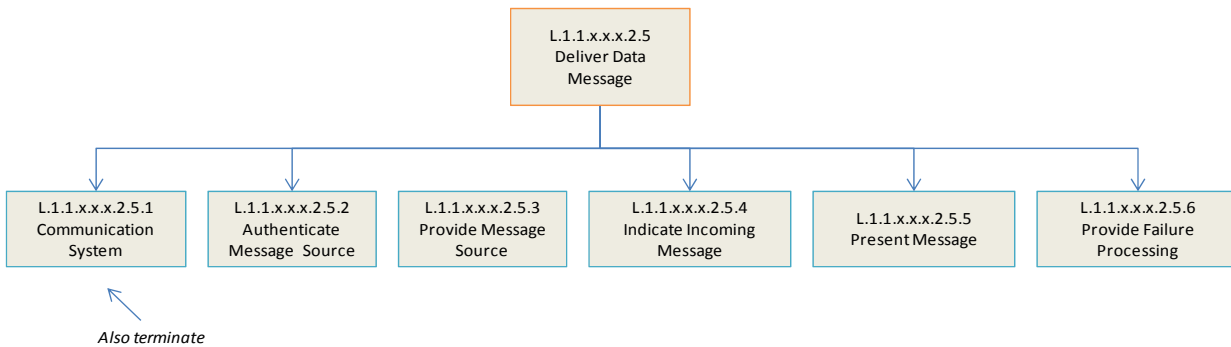 L.1.1.x.x.x.2.5
Deliver Data
Message
L.1.1.x.x.x.2.5.1
Communication
System
L.1.1.x.x.x.2.5.2
Authenticate
Message Source
L.1.1.x.x.x.2.5.3
Provide Message
Source
L.1.1.x.x.x.2.5.4
Indicate Incoming
Message
L.1.1.x.x.x.2.5.5
Present Message
L.1.1.x.x.x.2.5.6
Provide Failure
Processing
Also terminate